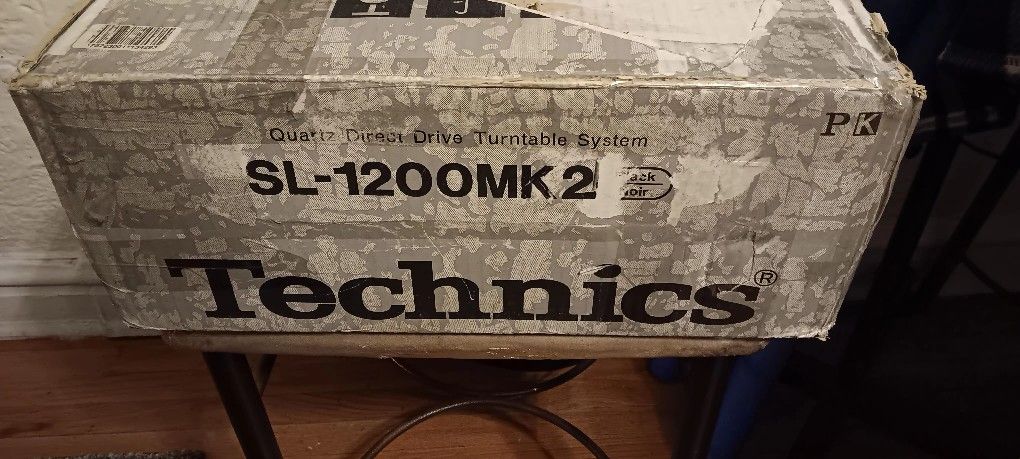 Quartz Direct Drive Turntable System
PK
SL-1200MK2
Technics®